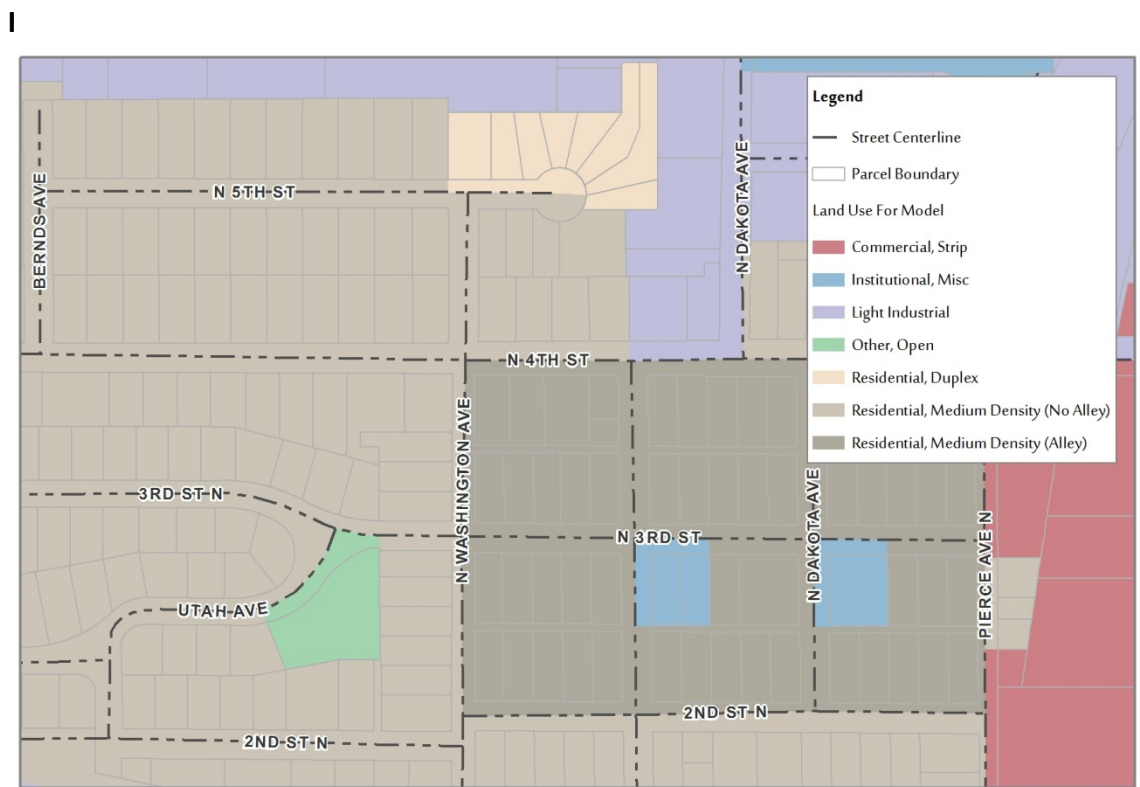 I
Legend
Street Centerline
Parcel Boundary
Land Use For Model
Commercial, Strip
Institutional, Misc
Light Industrial
Other, Open
Residential, Duplex
Residential, Medium Density (No Alley)
Residential, Medium Density (Alley)
BERNDS AVE
N 5TH ST
N DAKOTA AVE
N 4TH ST
N WASHINGTON AVE
3RD ST N
N 3RD ST
N DAKOTA AVE
PIERCE AVE N
UTAH AVE
2ND ST N
2ND ST N